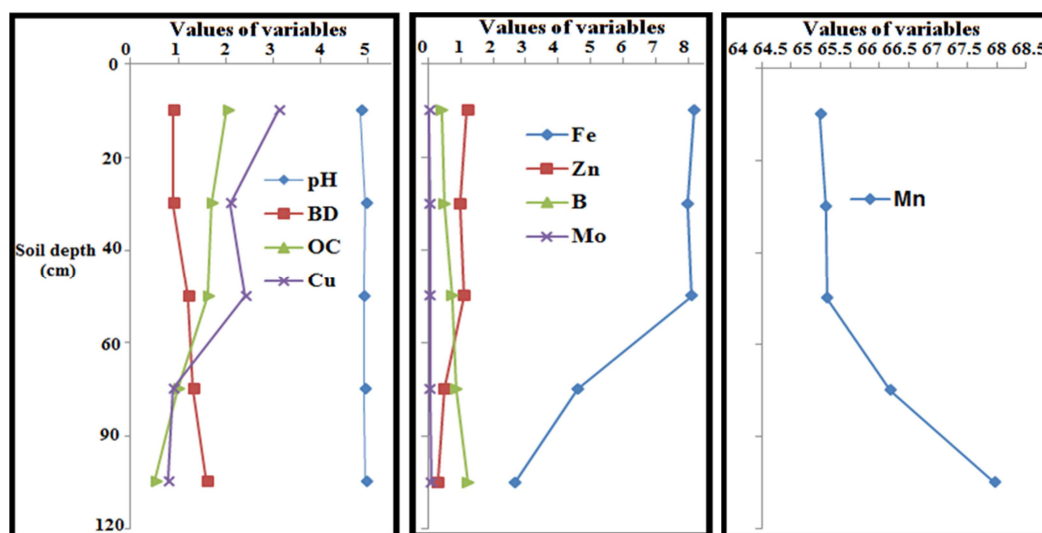 Values of variables
0 1 2 3 4 5
0
20
40
60
90
120
Soil depth
(cm)
pH
BD
OC
Cu
Values of variables
0 1 2 3 4 5 6 7 8
Fe
Zn
B
Mo
Values of variables
64 64.5 65 65.5 66 66.5 67 67.5 68 68.5
Mn